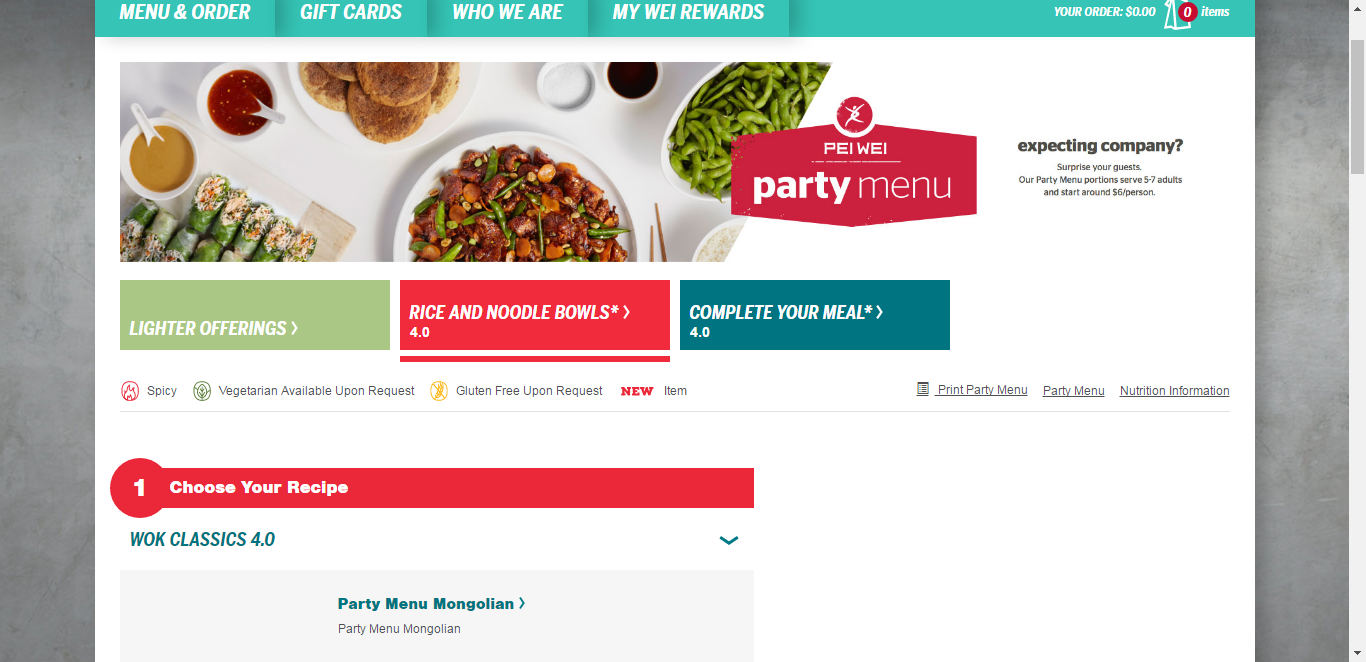 MENU & ORDER
GIFT CARDS
WHO WE ARE
MY WEI REWARDS
YOUR ORDER: $0.00
0
items
PEI WEI
party menu
expecting company?
Surprise your guests.
Our Party Menu portions serve 5-7 adults
and start around $6/person.
LIGHTER OFFERINGS >
RICE AND NOODLE BOWLS* >
4.0
COMPLETE YOUR MEAL* >
4.0
Spicy
Vegetarian Available Upon Request
Gluten Free Upon Request
NEW Item
Print Party Menu
Party Menu
Nutrition Information
1 Choose Your Recipe
WOK CLASSICS 4.0
Party Menu Mongolian >
Party Menu Mongolian